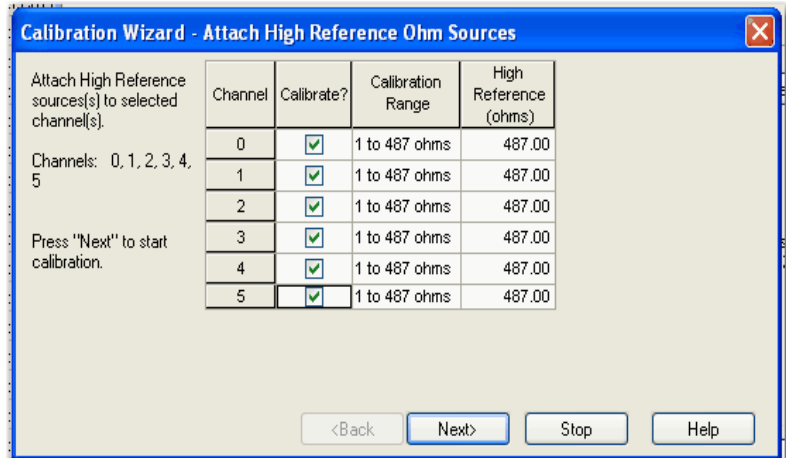 Calibration Wizard - Attach High Reference Ohm Sources
Attach High Reference
sources(s) to selected
channel(s).
Channels: 0, 1, 2, 3, 4,
5
Press "Next" to start
calibration.
Channel Calibrate? Calibration Range High Reference (ohms)
0 1 to 487 ohms 487.00
1 1 to 487 ohms 487.00
2 1 to 487 ohms 487.00
3 1 to 487 ohms 487.00
4 1 to 487 ohms 487.00
5 1 to 487 ohms 487.00
<Back Next> Stop Help